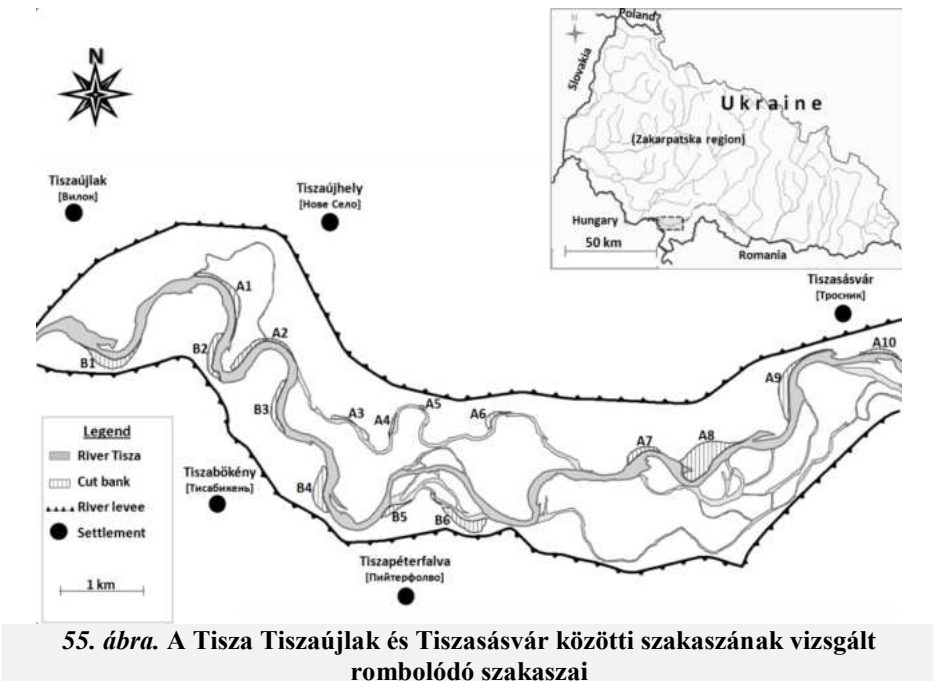 N
Tiszaújlak
[Вилок]
Tiszaújhely
[Нове Село]
N
Poland
Slovakia
Ukraine
(Zakarpatska region)
Hungary
50 km
Romania
Tiszasásvár
[Тросник]
A1
B1
B2
A2
A10
A9
B3
A3
A4
A5
A6
A7
A8
B4
B5
B6
Legend
River Tisza
Cut bank
River levee
Settlement
1 km
Tiszabökény
[Тисабикень]
Tiszapéterfalva
[Пийтерфолво]
55. ábra. A Tisza Tiszaújlak és Tiszasásvár közötti szakaszának vizsgált
rombolódó szakaszai